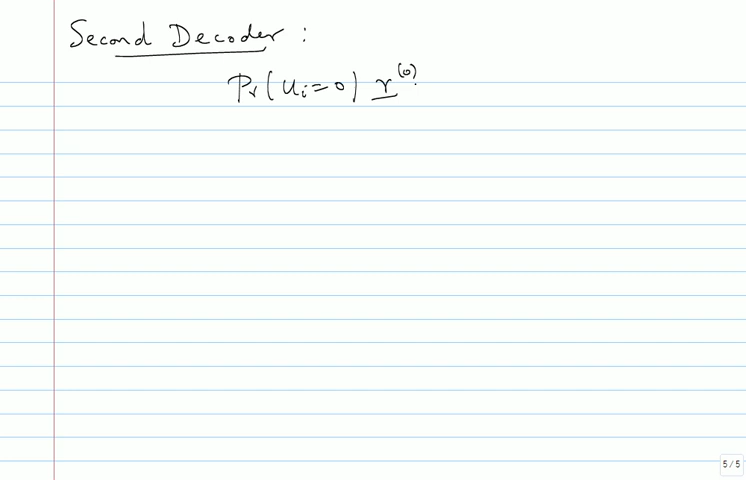 Second Decoder :
Pr(u_i=0) r^(0)
5/5